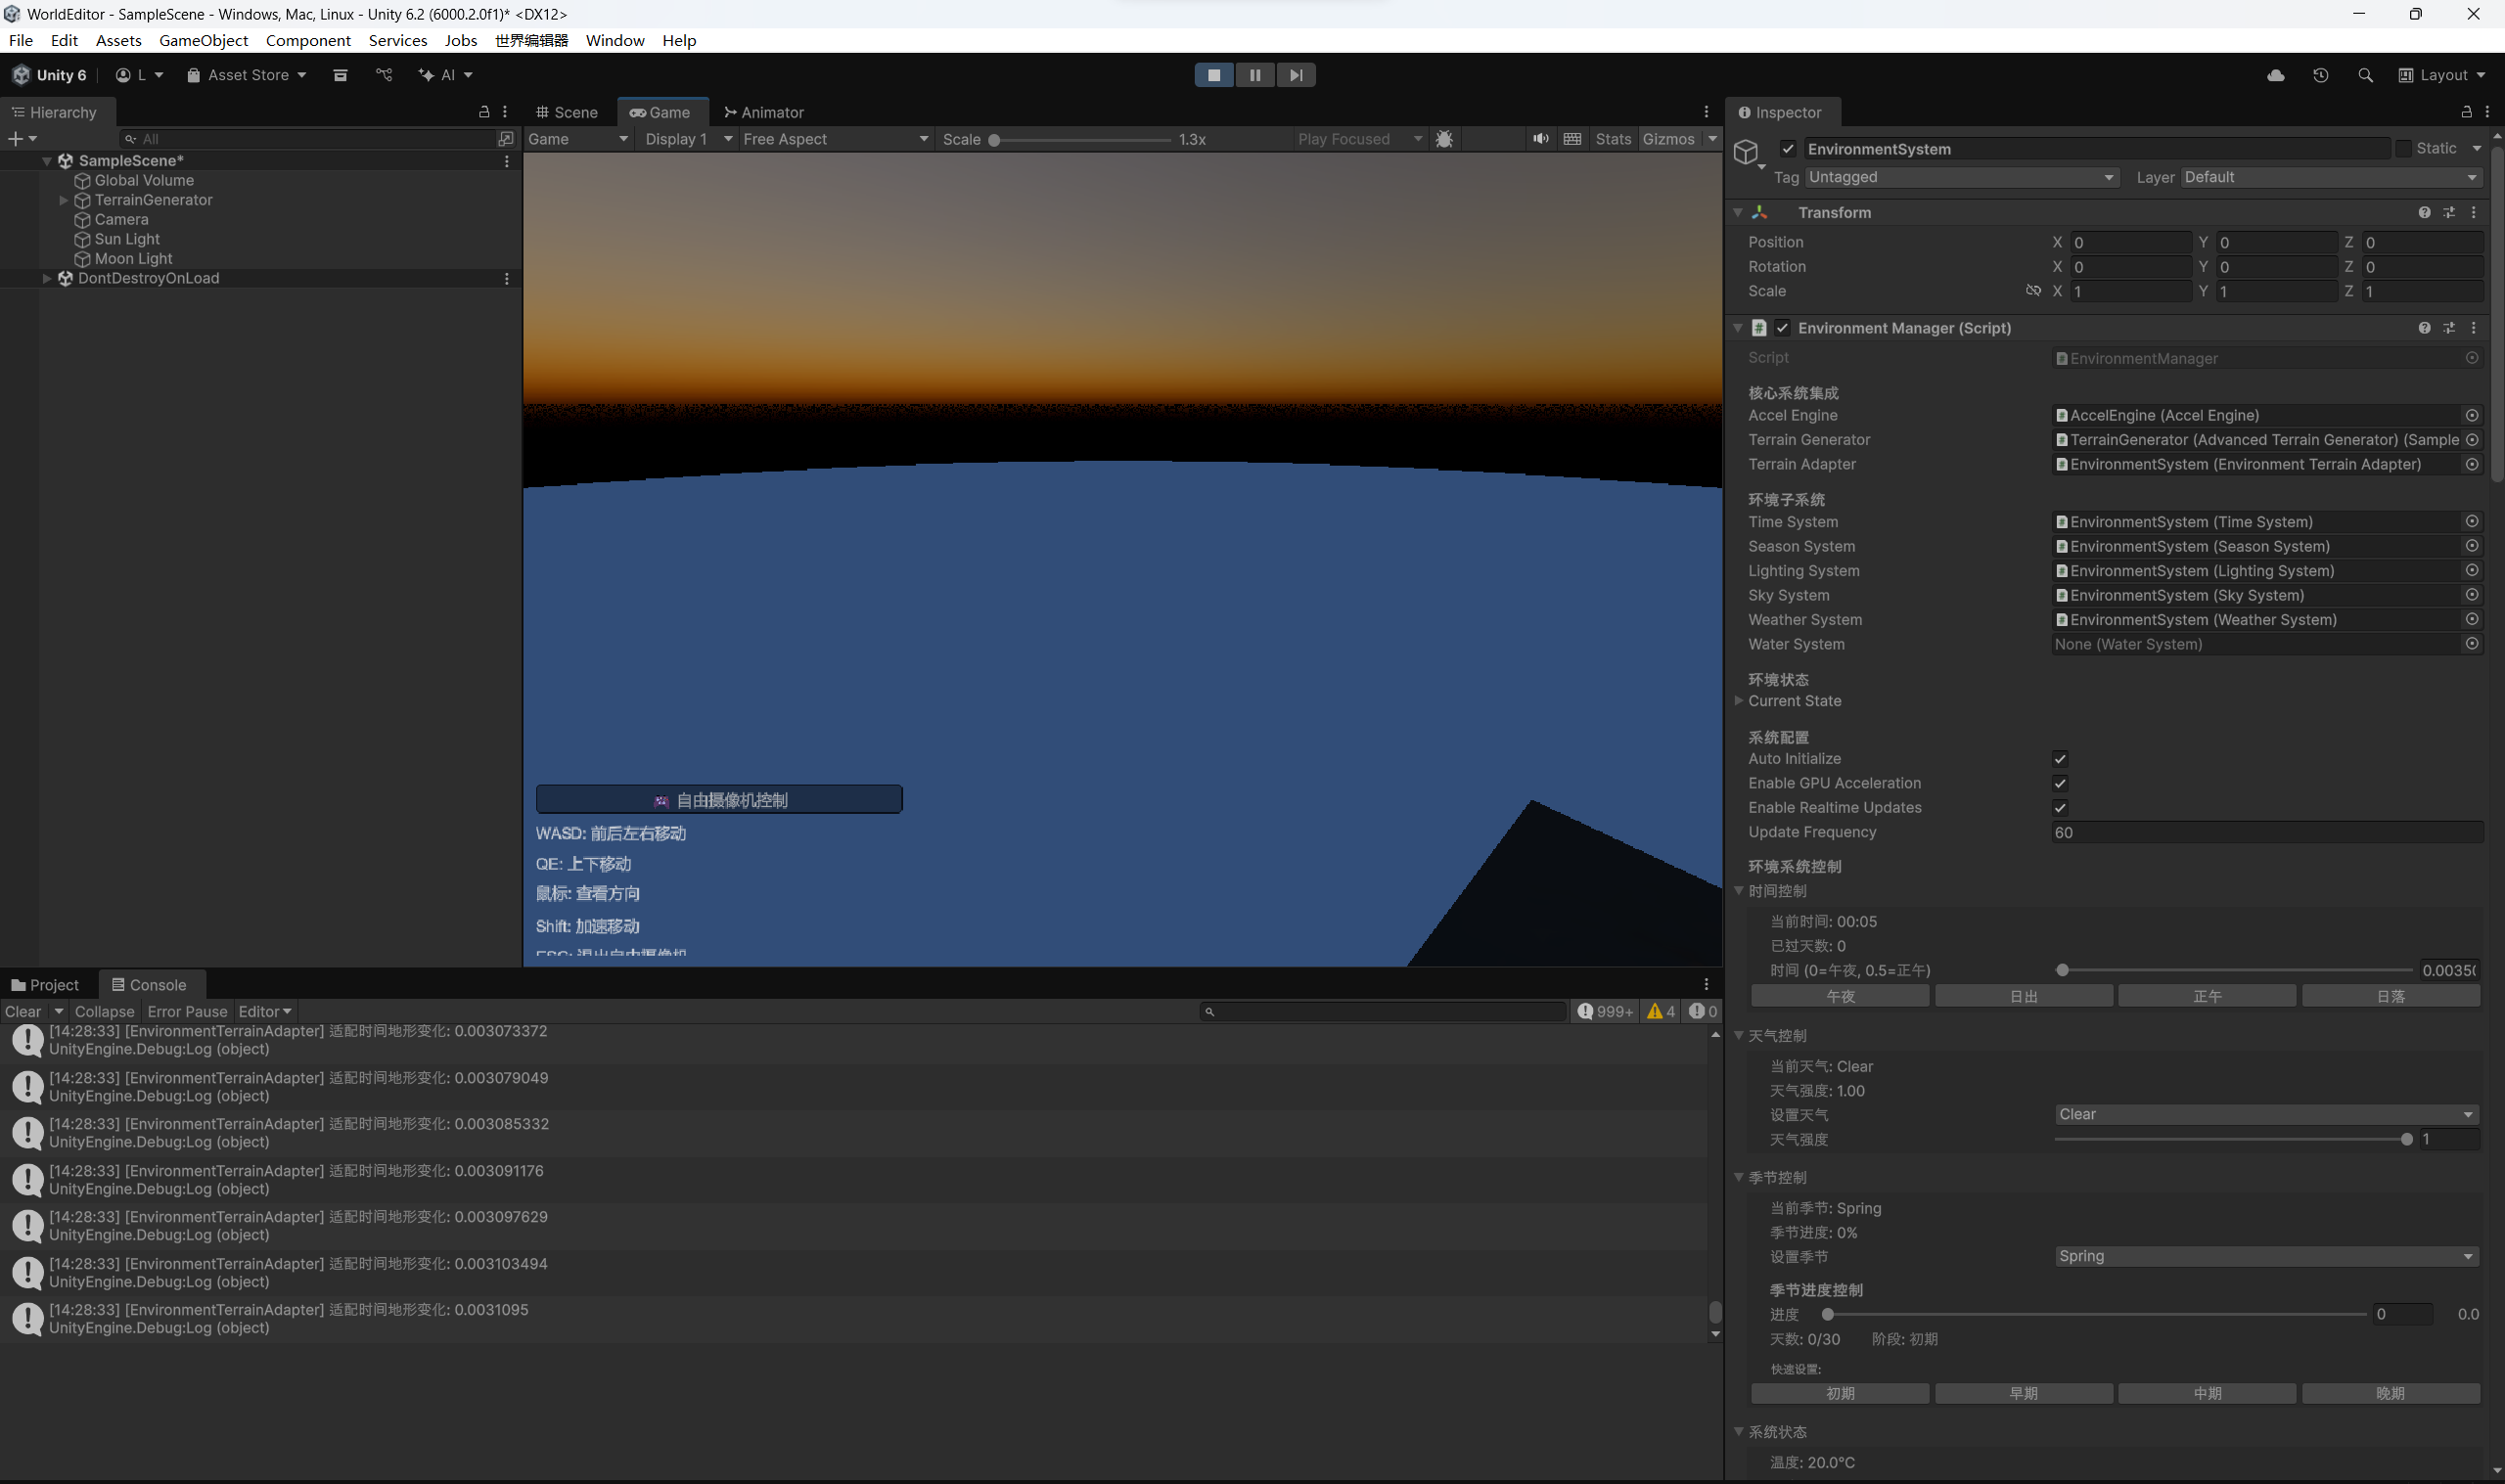 WorldEditor - SampleScene - Windows, Mac, Linux - Unity 6.2 (6000.2.0f1)* <DX12>
File Edit Assets GameObject Component Services Jobs 世界编辑器 Window Help
Unity 6 L Asset Store AI Layout
Hierarchy
All
SampleScene*
Global Volume
TerrainGenerator
Camera
Sun Light
Moon Light
DontDestroyOnLoad
Scene Game Animator
Game Display 1 Free Aspect Scale 1.3x Play Focused Stats Gizmos
自由摄像机控制
WASD: 前后左右移动
QE: 上下移动
鼠标: 查看方向
Shift: 加速移动
ESC: 退出自由摄像机
Project Console
Clear Collapse Error Pause Editor 999+ 4 0
[14:28:33] [EnvironmentTerrainAdapter] 适配时间地形变化: 0.003073372
UnityEngine.Debug:Log (object)
[14:28:33] [EnvironmentTerrainAdapter] 适配时间地形变化: 0.003079049
UnityEngine.Debug:Log (object)
[14:28:33] [EnvironmentTerrainAdapter] 适配时间地形变化: 0.003085332
UnityEngine.Debug:Log (object)
[14:28:33] [EnvironmentTerrainAdapter] 适配时间地形变化: 0.003091176
UnityEngine.Debug:Log (object)
[14:28:33] [EnvironmentTerrainAdapter] 适配时间地形变化: 0.003097629
UnityEngine.Debug:Log (object)
[14:28:33] [EnvironmentTerrainAdapter] 适配时间地形变化: 0.003103494
UnityEngine.Debug:Log (object)
[14:28:33] [EnvironmentTerrainAdapter] 适配时间地形变化: 0.0031095
UnityEngine.Debug:Log (object)
Inspector
EnvironmentSystem Static
Tag Untagged Layer Default
Transform
Position X 0 Y 0 Z 0
Rotation X 0 Y 0 Z 0
Scale X 1 Y 1 Z 1
Environment Manager (Script)
Script EnvironmentManager
核心系统集成
Accel Engine AccelEngine (Accel Engine)
Terrain Generator TerrainGenerator (Advanced Terrain Generator) (Sample
Terrain Adapter EnvironmentSystem (Environment Terrain Adapter)
环境子系统
Time System EnvironmentSystem (Time System)
Season System EnvironmentSystem (Season System)
Lighting System EnvironmentSystem (Lighting System)
Sky System EnvironmentSystem (Sky System)
Weather System EnvironmentSystem (Weather System)
Water System None (Water System)
环境状态
Current State
系统配置
Auto Initialize
Enable GPU Acceleration
Enable Realtime Updates
Update Frequency 60
环境系统控制
时间控制
当前时间: 00:05
已过天数: 0
时间 (0=午夜, 0.5=正午) 0.0035
午夜 日出 正午 日落
天气控制
当前天气: Clear
天气强度: 1.00
设置天气 Clear
天气强度 1
季节控制
当前季节: Spring
季节进度: 0%
设置季节 Spring
季节进度控制
进度 0 0.0
天数: 0/30 阶段: 初期
快速设置:
初期 早期 中期 晚期
系统状态
温度: 20.0°C